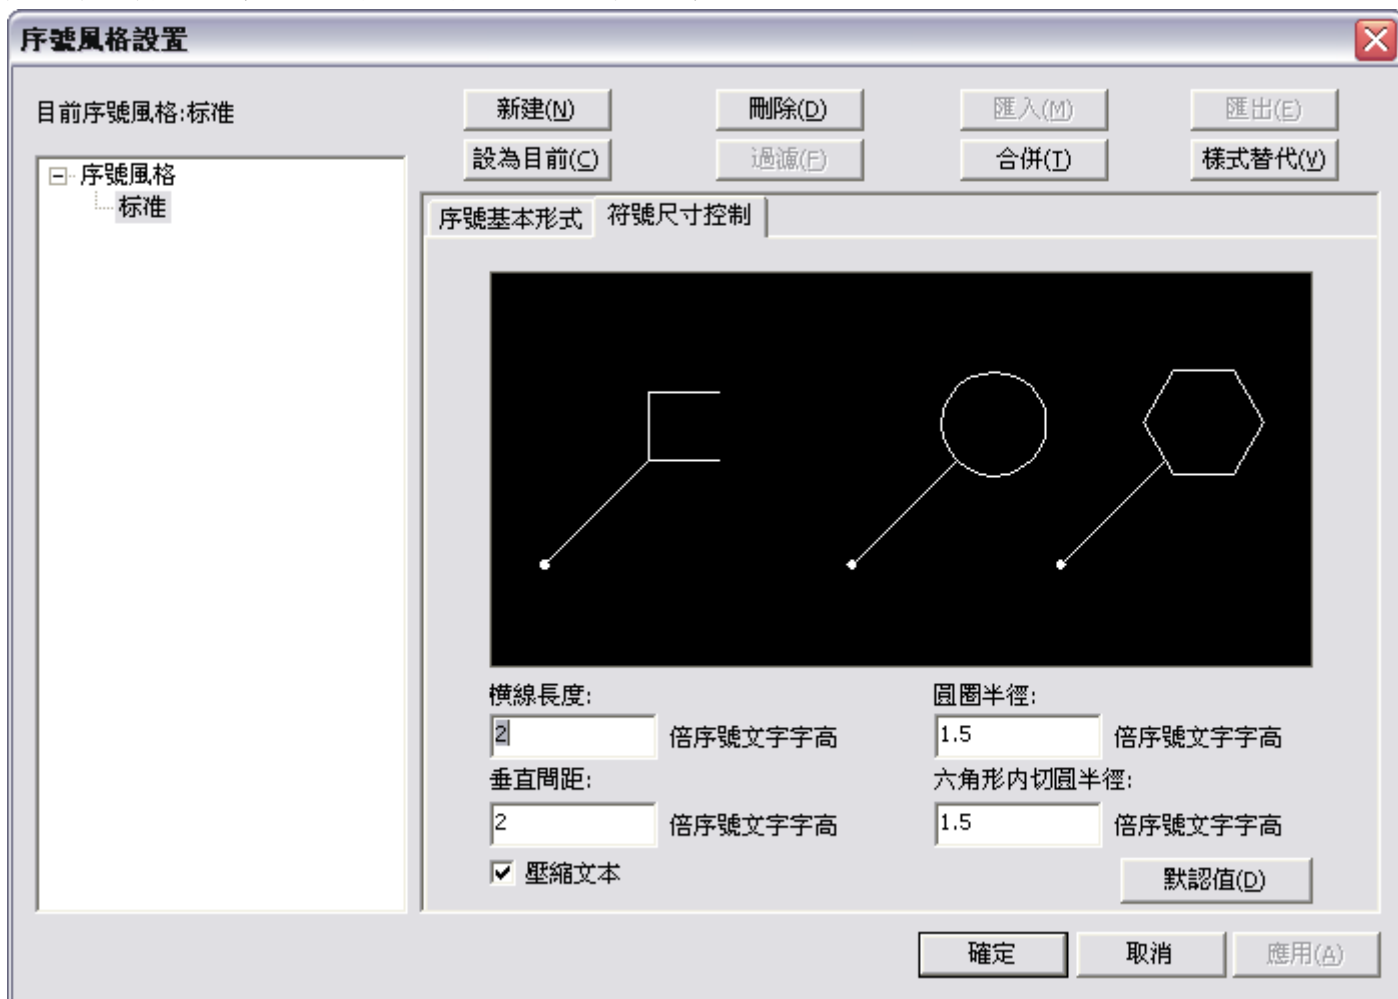 序號風格設置
目前序號風格:标准
新建(N) 刪除(D) 匯入(M) 匯出(E)
設為目前(C) 過濾(F) 合併(T) 樣式替代(V)
序號風格
标准
序號基本形式 符號尺寸控制
橫線長度: 圓圈半徑:
2 倍序號文字字高 1.5 倍序號文字字高
垂直間距: 六角形内切圓半徑:
2 倍序號文字字高 1.5 倍序號文字字高
壓縮文本 默認值(D)
確定 取消 應用(A)